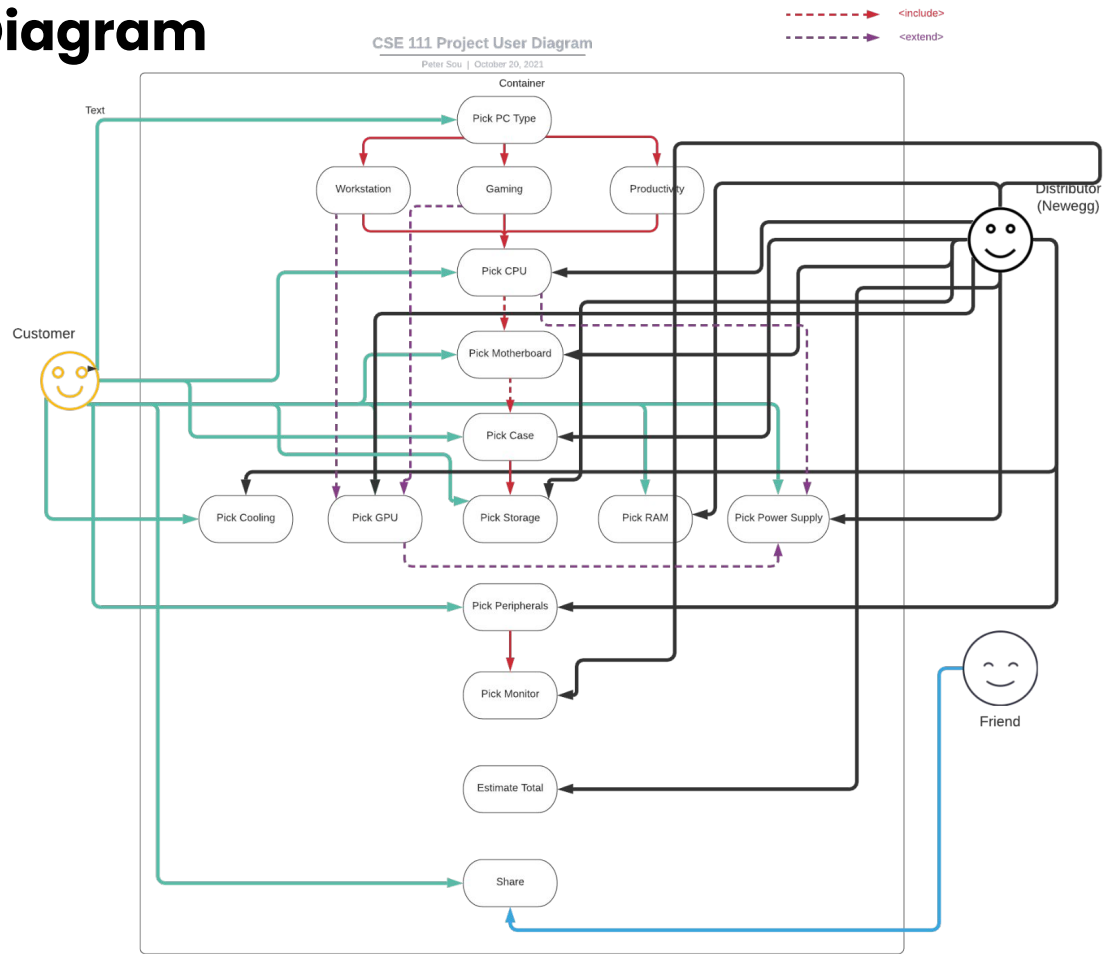 Diagram
<include>
<extend>
CSE 111 Project User Diagram
Peter Sou | October 20, 2021
Container
Text
Pick PC Type
Workstation
Gaming
Productivity
Distributor
(Newegg)
Pick CPU
Customer
Pick Motherboard
Pick Case
Pick Cooling
Pick GPU
Pick Storage
Pick RAM
Pick Power Supply
Pick Peripherals
Pick Monitor
Friend
Estimate Total
Share